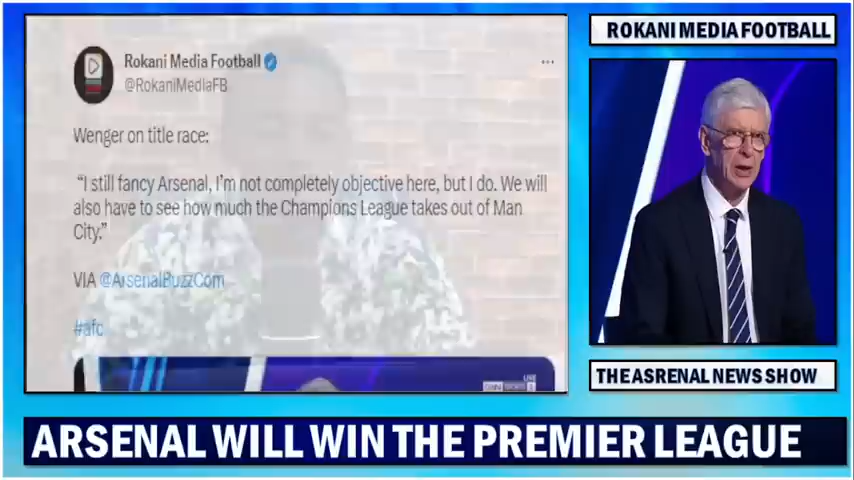 Rokani Media Football
@RokaniMediaFB
Wenger on title race:
“I still fancy Arsenal, I’m not completely objective here, but I do. We will
also have to see how much the Champions League takes out of Man
City.”
VIA @ArsenalBuzzCom
#afc
LIVE
ROKANI MEDIA FOOTBALL
THEASRENAL NEWS SHOW
ARSENAL WILL WIN THE PREMIER LEAGUE